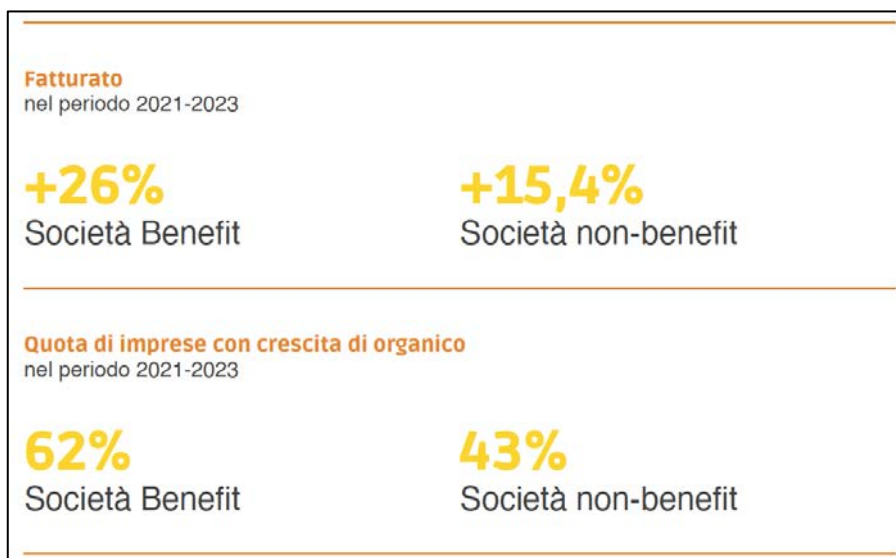 Fatturato
nel periodo 2021-2023
+26%
+15,4%
Società Benefit
Società non-benefit
Quota di imprese con crescita di organico
nel periodo 2021-2023
62%
43%
Società Benefit
Società non-benefit